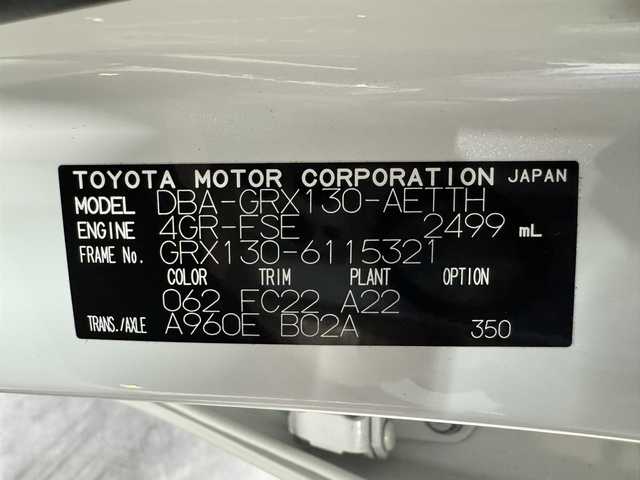 TOYOTA MOTOR CORPORATION JAPAN
MODEL DBA-GRX130-AETTH
ENGINE 4GR-FSE 2499 mL
FRAME No. GRX130-6115321
COLOR TRIM PLANT OPTION
062 FC22 A22
TRANS./AXLE A960E B02A 350